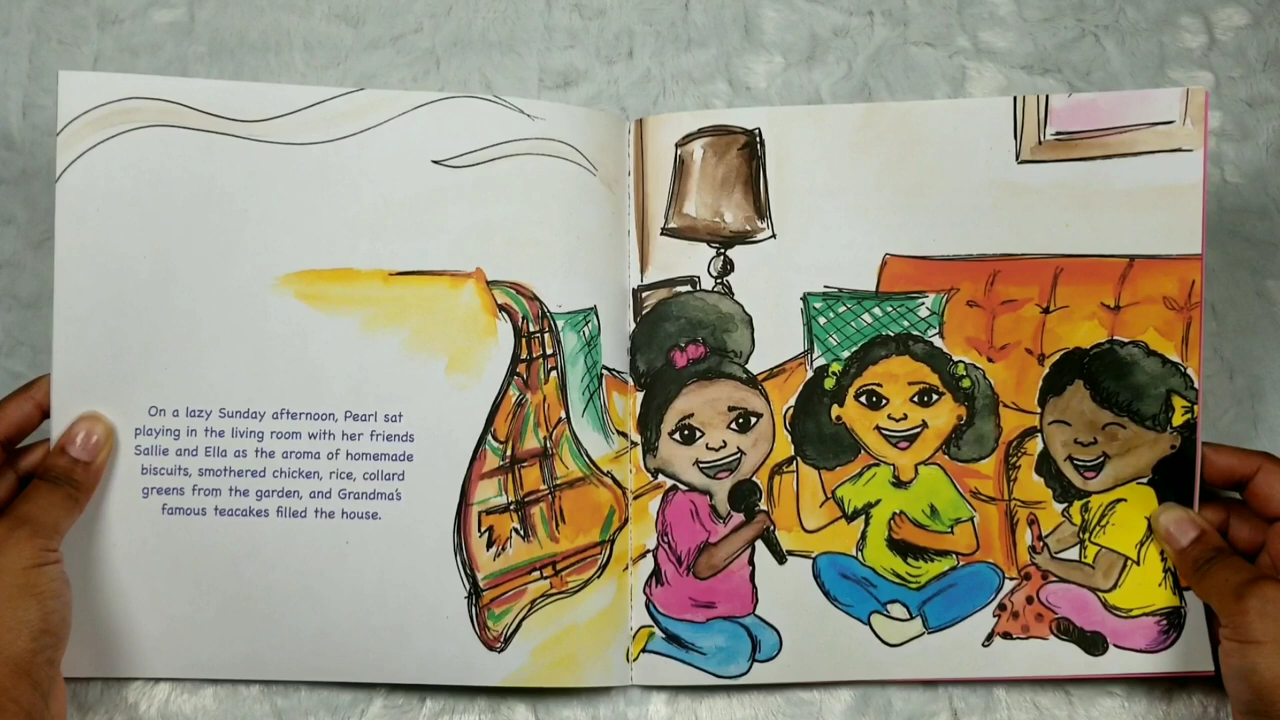 On a lazy Sunday afternoon, Pearl sat
playing in the living room with her friends
Sallie and Ella as the aroma of homemade
biscuits, smothered chicken, rice, collard
greens from the garden, and Grandma's
famous teacakes filled the house.